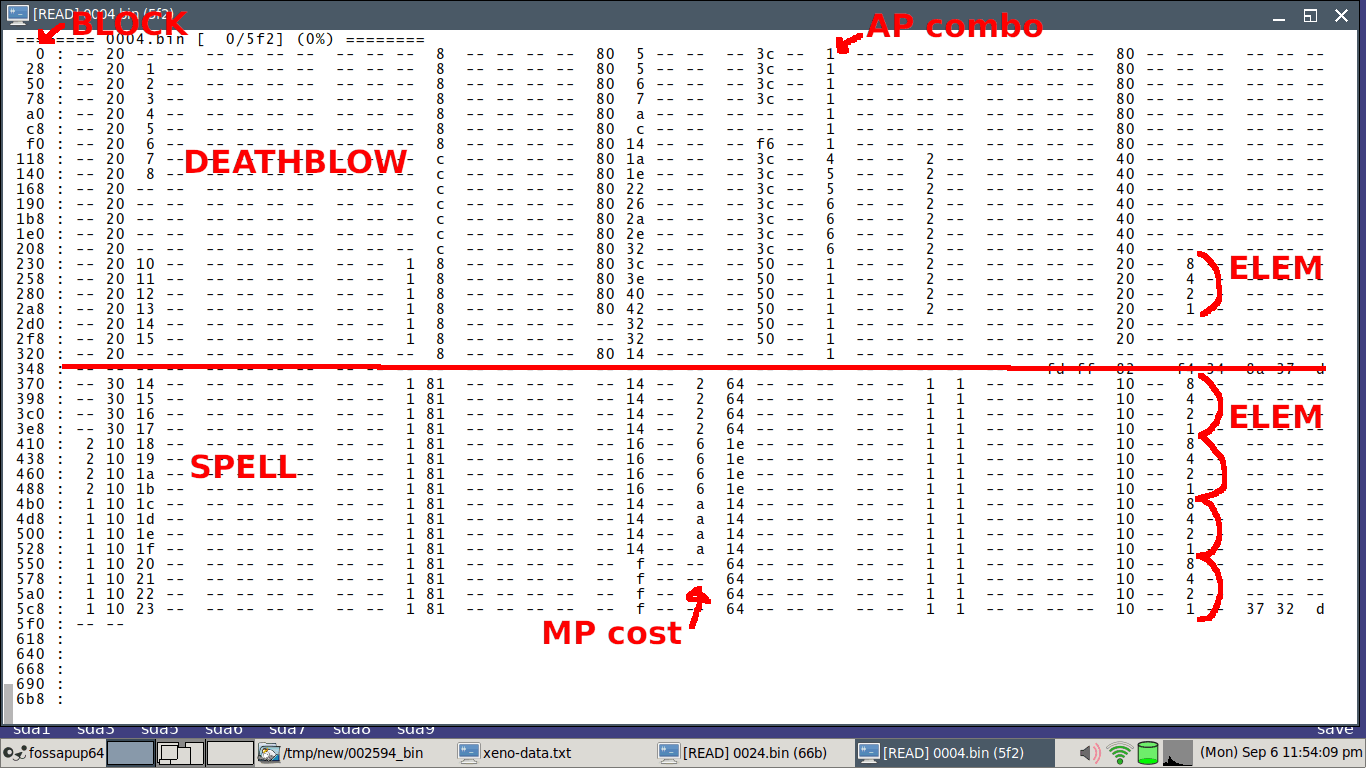 [READ] 0004.bin (5f2)
BLOCK
AP combo
======== 0004.bin [  0/5f2] (0%) ========
0 : -- 20 -- -- -- -- -- -- -- -- -- 8 -- -- -- -- 80 5 -- -- -- 3c -- 1 -- -- -- -- -- -- -- -- 80 -- -- -- -- -- --
28 : -- 20 1 -- -- -- -- -- -- -- -- 8 -- -- -- -- 80 5 -- -- -- 3c -- 1 -- -- -- -- -- -- -- -- 80 -- -- -- -- -- --
50 : -- 20 2 -- -- -- -- -- -- -- -- 8 -- -- -- -- 80 6 -- -- -- 3c -- 1 -- -- -- -- -- -- -- -- 80 -- -- -- -- -- --
78 : -- 20 3 -- -- -- -- -- -- -- -- 8 -- -- -- -- 80 7 -- -- -- 3c -- 1 -- -- -- -- -- -- -- -- 80 -- -- -- -- -- --
a0 : -- 20 4 -- -- -- -- -- -- -- -- 8 -- -- -- -- 80 a -- -- -- -- -- 1 -- -- -- -- -- -- -- -- 80 -- -- -- -- -- --
c8 : -- 20 5 -- -- -- -- -- -- -- -- 8 -- -- -- -- 80 c -- -- -- -- -- 1 -- -- -- -- -- -- -- -- 80 -- -- -- -- -- --
f0 : -- 20 6 -- -- -- -- -- -- -- -- 8 -- -- -- -- 80 14 -- -- -- f6 -- 1 -- -- -- -- -- -- -- -- 80 -- -- -- -- -- --
118 : -- 20 7 -- -- -- -- -- -- -- -- c -- -- -- -- 80 1a -- -- -- 3c -- 4 -- -- 2 -- -- -- -- -- 40 -- -- -- -- -- --
DEATHBLOW
140 : -- 20 8 -- -- -- -- -- -- -- -- c -- -- -- -- 80 1e -- -- -- 3c -- 5 -- -- 2 -- -- -- -- -- 40 -- -- -- -- -- --
168 : -- 20 -- -- -- -- -- -- -- -- -- c -- -- -- -- 80 22 -- -- -- 3c -- 5 -- -- 2 -- -- -- -- -- 40 -- -- -- -- -- --
190 : -- 20 -- -- -- -- -- -- -- -- -- c -- -- -- -- 80 26 -- -- -- 3c -- 6 -- -- 2 -- -- -- -- -- 40 -- -- -- -- -- --
1b8 : -- 20 -- -- -- -- -- -- -- -- -- c -- -- -- -- 80 2a -- -- -- 3c -- 6 -- -- 2 -- -- -- -- -- 40 -- -- -- -- -- --
1e0 : -- 20 -- -- -- -- -- -- -- -- -- c -- -- -- -- 80 2e -- -- -- 3c -- 6 -- -- 2 -- -- -- -- -- 40 -- -- -- -- -- --
208 : -- 20 -- -- -- -- -- -- -- -- -- c -- -- -- -- 80 32 -- -- -- 3c -- 6 -- -- 2 -- -- -- -- -- 40 -- -- -- -- -- --
230 : -- 20 10 -- -- -- -- -- -- -- 1 8 -- -- -- -- 80 3c -- -- -- 50 -- 1 -- -- 2 -- -- -- -- -- 20 -- 8
ELEM
258 : -- 20 11 -- -- -- -- -- -- -- 1 8 -- -- -- -- 80 3e -- -- -- 50 -- 1 -- -- 2 -- -- -- -- -- 20 -- 4 -- -- -- --
280 : -- 20 12 -- -- -- -- -- -- -- 1 8 -- -- -- -- 80 40 -- -- -- 50 -- 1 -- -- 2 -- -- -- -- -- 20 -- 2 -- -- -- --
2a8 : -- 20 13 -- -- -- -- -- -- -- 1 8 -- -- -- -- 80 42 -- -- -- 50 -- 1 -- -- 2 -- -- -- -- -- 20 -- 1 -- -- -- --
2d0 : -- 20 14 -- -- -- -- -- -- -- 1 8 -- -- -- -- -- 32 -- -- -- 50 -- 1 -- -- -- -- -- -- -- -- 20 -- -- -- -- -- --
2f8 : -- 20 15 -- -- -- -- -- -- -- 1 8 -- -- -- -- -- 32 -- -- -- 50 -- 1 -- -- -- -- -- -- -- -- 20 -- -- -- -- -- --
320 : -- 20 -- -- -- -- -- -- -- -- -- 8 -- -- -- -- 80 14 -- -- -- -- -- 1 -- -- -- -- -- -- -- -- -- -- -- -- -- -- --
348 :
370 : -- 30 14 -- -- -- -- -- -- -- 1 81 -- -- -- -- -- 14 -- 2 64 -- -- -- -- -- 1 1 -- -- -- -- 10 -- 8 -- -- -- --
398 : -- 30 15 -- -- -- -- -- -- -- 1 81 -- -- -- -- -- 14 -- 2 64 -- -- -- -- -- 1 1 -- -- -- -- 10 -- 4 -- -- -- --
3c0 : -- 30 16 -- -- -- -- -- -- -- 1 81 -- -- -- -- -- 14 -- 2 64 -- -- -- -- -- 1 1 -- -- -- -- 10 -- 2
ELEM
3e8 : -- 30 17 -- -- -- -- -- -- -- 1 81 -- -- -- -- -- 14 -- 2 64 -- -- -- -- -- 1 1 -- -- -- -- 10 -- 1 -- -- -- --
410 : 2 10 18 -- -- -- -- -- -- -- 1 81 -- -- -- -- -- 16 -- 6 1e -- -- -- -- -- 1 1 -- -- -- -- 10 -- 8 -- -- -- --
438 : 2 10 19 -- -- -- -- -- -- -- 1 81 -- -- -- -- -- 16 -- 6 1e -- -- -- -- -- 1 1 -- -- -- -- 10 -- 4 -- -- -- --
SPELL
460 : 2 10 1a -- -- -- -- -- -- -- 1 81 -- -- -- -- -- 16 -- 6 1e -- -- -- -- -- 1 1 -- -- -- -- 10 -- 2 -- -- -- --
488 : 2 10 1b -- -- -- -- -- -- -- 1 81 -- -- -- -- -- 16 -- 6 1e -- -- -- -- -- 1 1 -- -- -- -- 10 -- 1 -- -- -- --
4b0 : 1 10 1c -- -- -- -- -- -- -- 1 81 -- -- -- -- -- 14 -- a 14 -- -- -- -- -- 1 1 -- -- -- -- 10 -- 8 -- -- -- --
4d8 : 1 10 1d -- -- -- -- -- -- -- 1 81 -- -- -- -- -- 14 -- a 14 -- -- -- -- -- 1 1 -- -- -- -- 10 -- 4 -- -- -- --
500 : 1 10 1e -- -- -- -- -- -- -- 1 81 -- -- -- -- -- 14 -- a 14 -- -- -- -- -- 1 1 -- -- -- -- 10 -- 2 -- -- -- --
528 : 1 10 1f -- -- -- -- -- -- -- 1 81 -- -- -- -- -- 14 -- a 14 -- -- -- -- -- 1 1 -- -- -- -- 10 -- 1 -- -- -- --
550 : 1 10 20 -- -- -- -- -- -- -- 1 81 -- -- -- -- -- f -- -- 64 -- -- -- -- -- 1 1 -- -- -- -- 10 -- 8 -- -- -- --
578 : 1 10 21 -- -- -- -- -- -- -- 1 81 -- -- -- -- -- f -- -- 64 -- -- -- -- -- 1 1 -- -- -- -- 10 -- 4 -- -- -- --
5a0 : 1 10 22 -- -- -- -- -- -- -- 1 81 -- -- -- -- -- f -- -- 64 -- -- -- -- -- 1 1 -- -- -- -- 10 -- 2 -- -- -- --
5c8 : 1 10 23 -- -- -- -- -- -- -- 1 81 -- -- -- -- -- f -- -- 64 -- -- -- -- -- 1 1 -- -- -- -- 10 -- 1 -- 37 32 d
5f0 : -- --
MP cost
618 :
640 :
668 :
690 :
6b8 :
sda1 sda3 sda5 sda6 sda7 sda8 sda9 save
fossapup64 /tmp/new/002594_bin xeno-data.txt [READ] 0024.bin (66b) [READ] 0004.bin (5f2) (Mon) Sep 6 11:54:09 pm